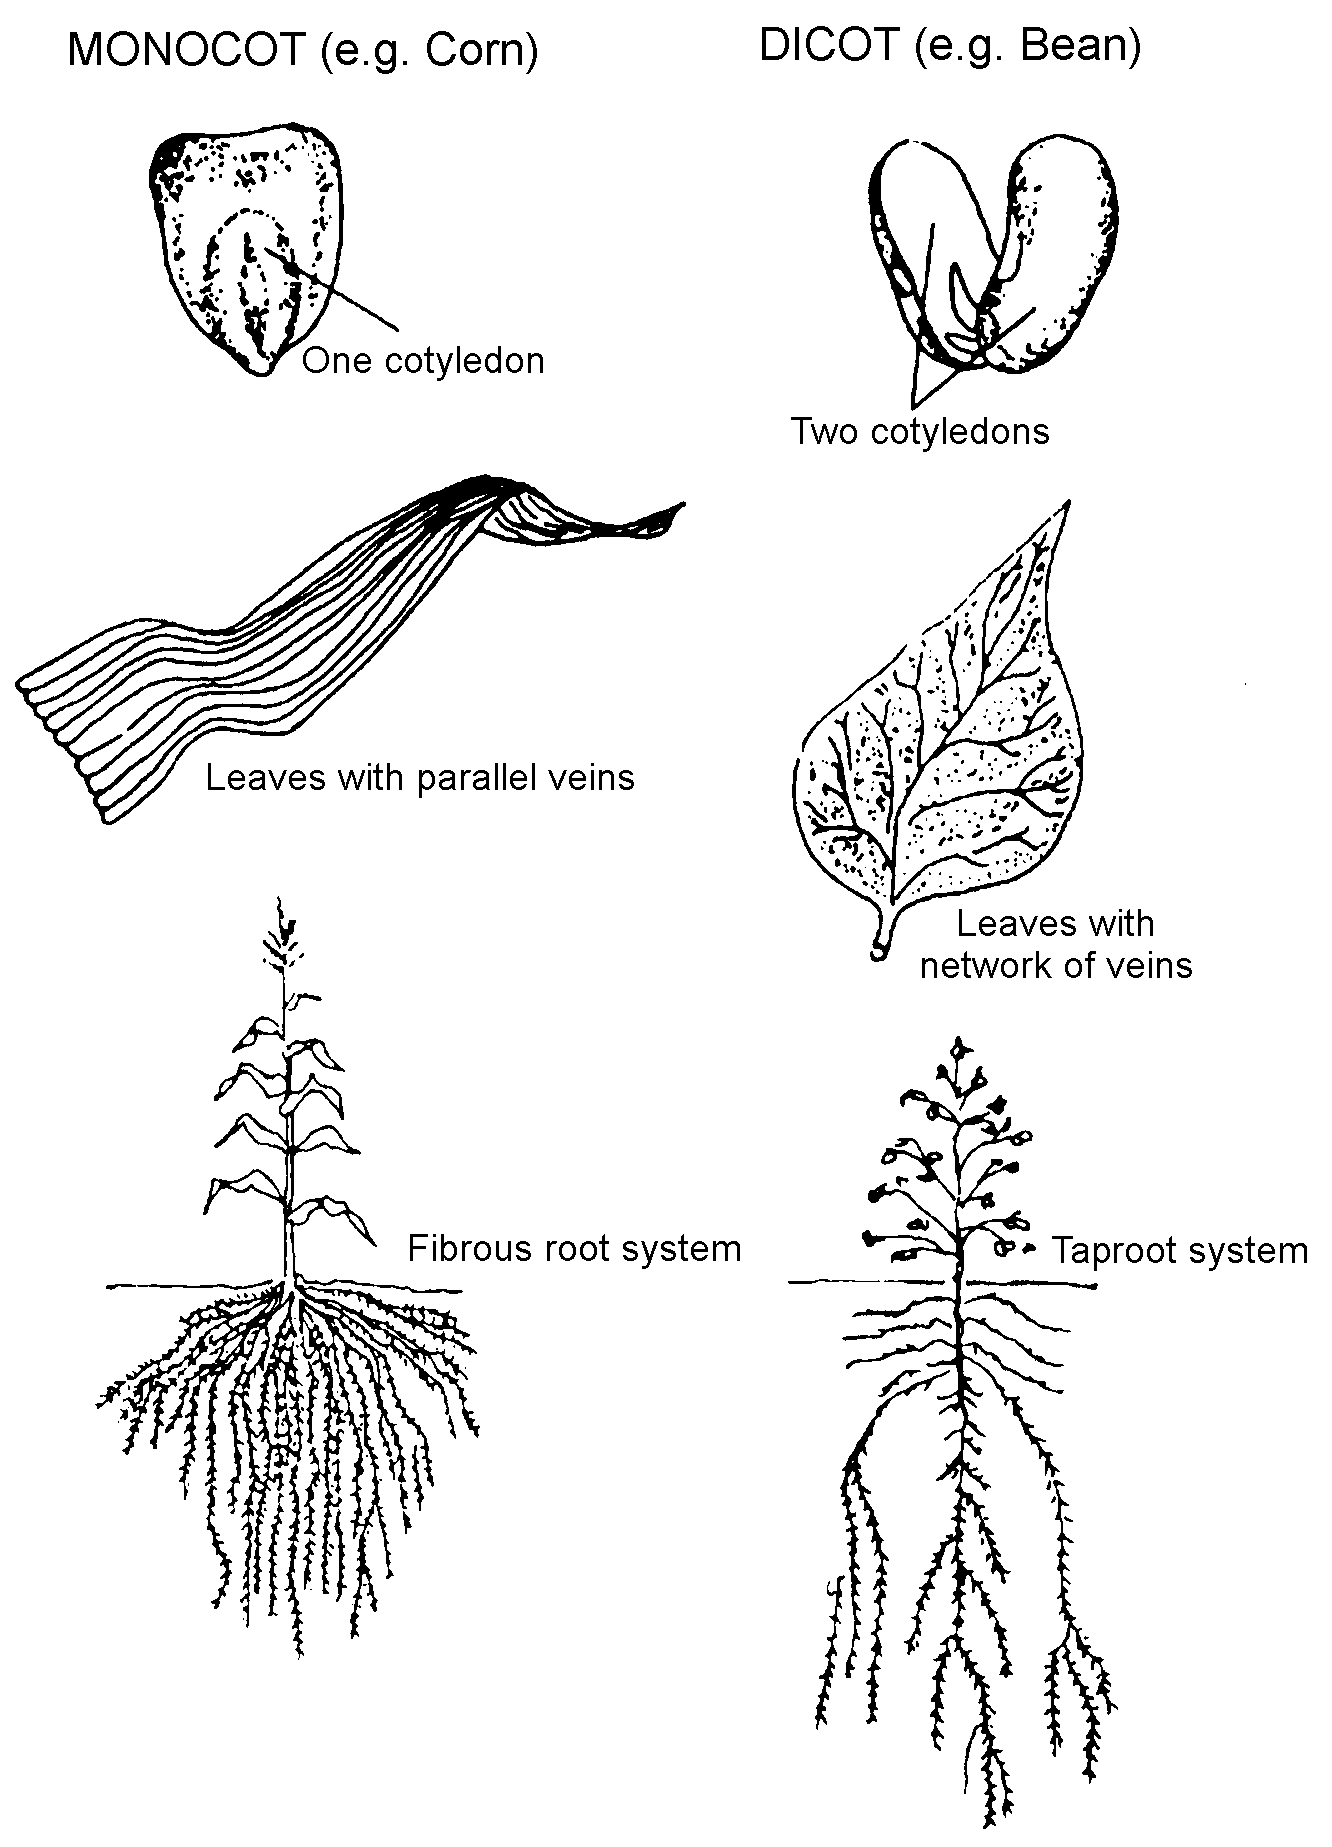 MONOCOT (e.g. Corn)
DICOT (e.g. Bean)
One cotyledon
Two cotyledons
Leaves with parallel veins
Leaves with
network of veins
Fibrous root system
Taproot system